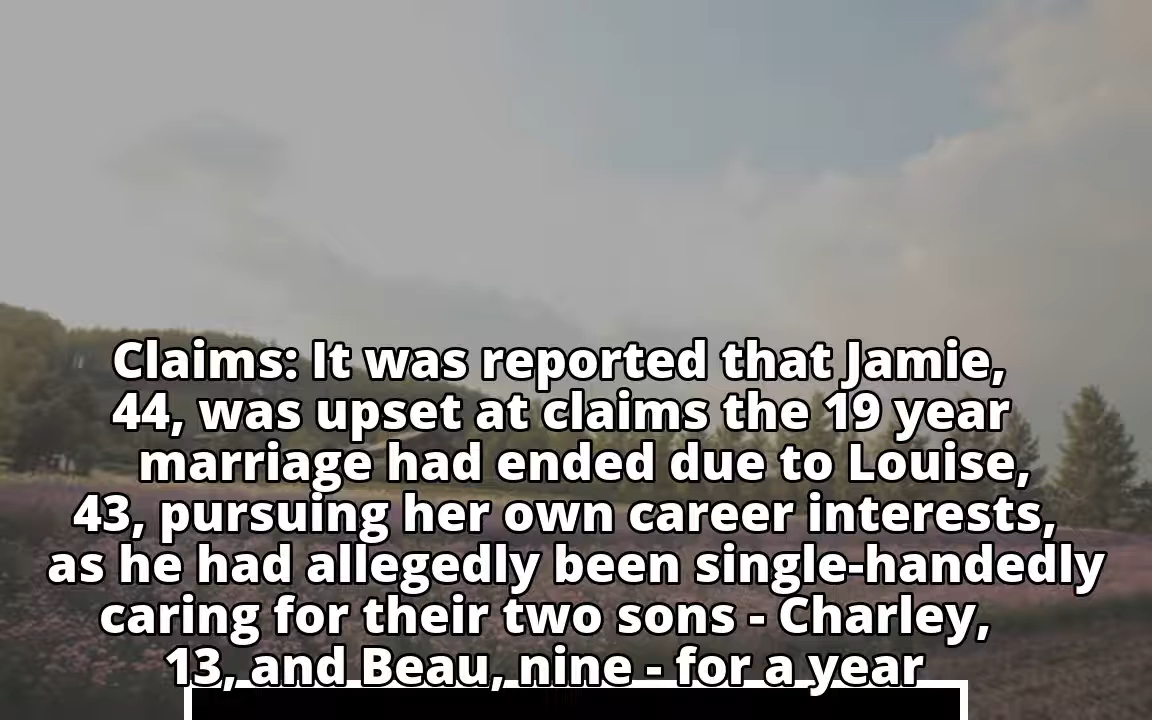 Claims: It was reported that Jamie,
44, was upset at claims the 19 year
marriage had ended due to Louise,
43, pursuing her own career interests,
as he had allegedly been single-handedly
caring for their two sons - Charley,
13, and Beau, nine - for a year